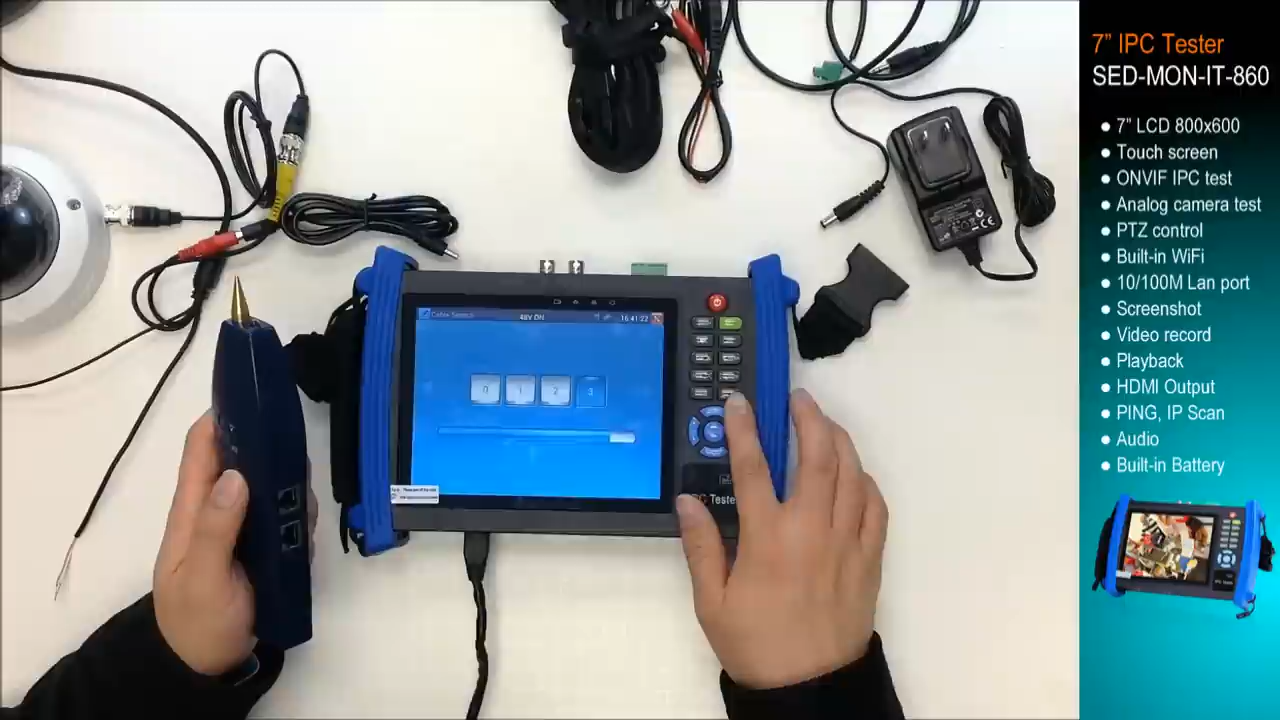 7” IPC Tester
SED-MON-IT-860
● 7” LCD 800x600
● Touch screen
● ONVIF IPC test
● Analog camera test
● PTZ control
● Built-in WiFi
● 10/100M Lan port
● Screenshot
● Video record
● Playback
● HDMI Output
● PING, IP Scan
● Audio
● Built-in Battery
Cable Search
48V ON
16:41:22
0 1 2 3
PC Tester